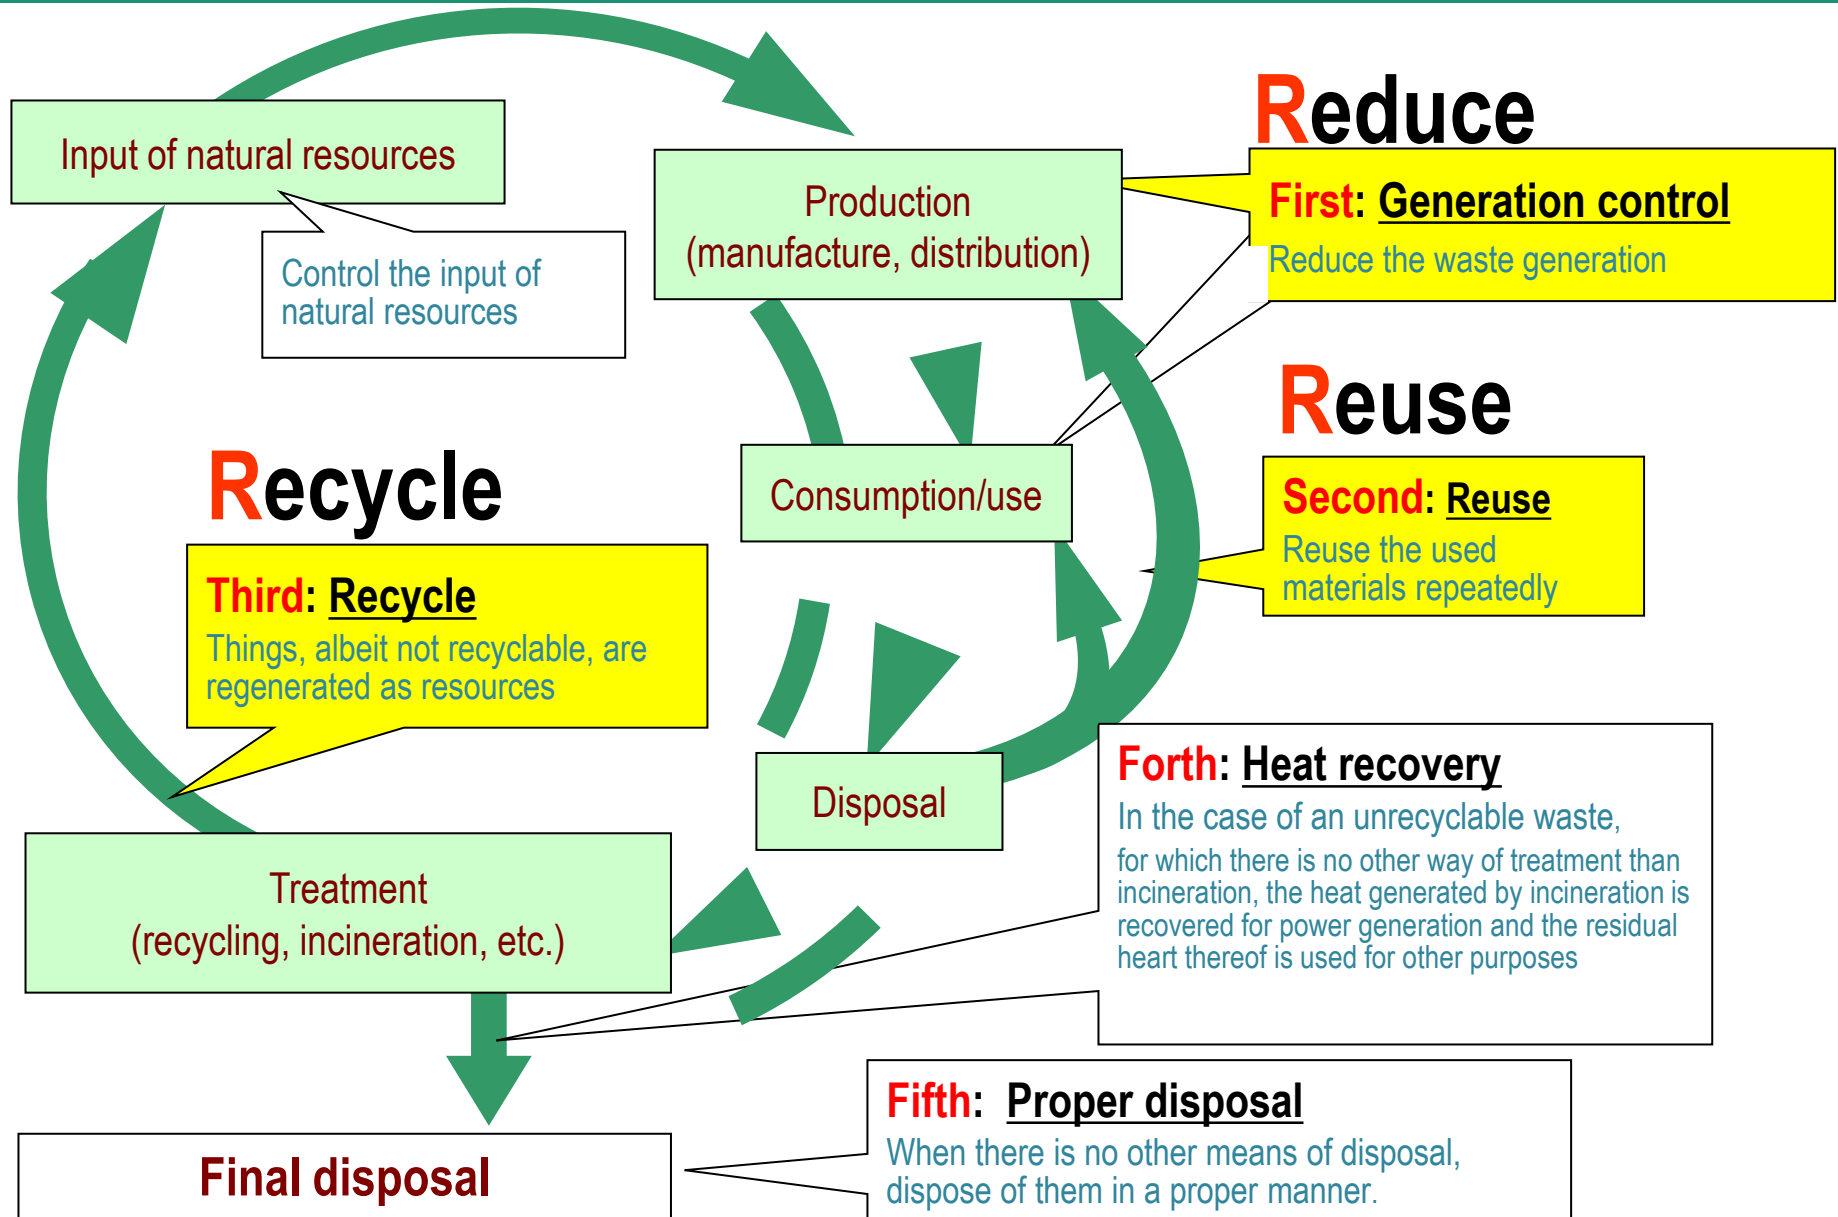 Input of natural resources
Control the input of
natural resources
Production
(manufacture, distribution)
Reduce
First: Generation control
Reduce the waste generation
Reuse
Second: Reuse
Reuse the used
materials repeatedly
Consumption/use
Recycle
Third: Recycle
Things, albeit not recyclable, are
regenerated as resources
Disposal
Forth: Heat recovery
In the case of an unrecyclable waste,
for which there is no other way of treatment than
incineration, the heat generated by incineration is
recovered for power generation and the residual
heart thereof is used for other purposes
Treatment
(recycling, incineration, etc.)
Fifth: Proper disposal
When there is no other means of disposal,
dispose of them in a proper manner.
Final disposal